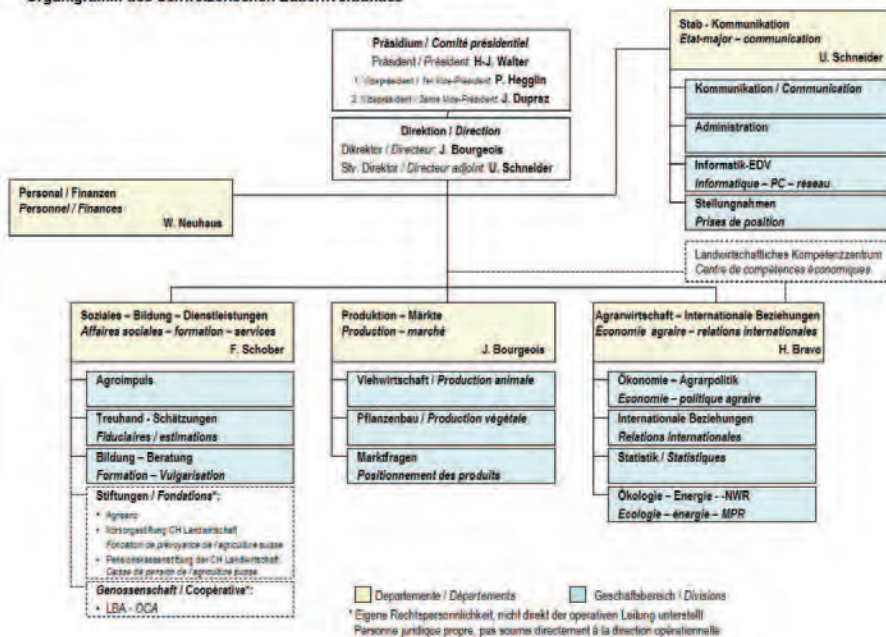 Organigramm des Schweizerischen Bauernverbandes
Präsidium / Comité présidentiel
Präsident / Président: H-J. Walter
1. Vizepräsident / 1er Vice-Président: P. Hegglin
2. Vizepräsident / 2ème Vice-Président: J. Dupraz
Direktion / Direction
Dikrektor / Directeur: J. Bourgeois
Stv. Direktor / Directeur adjoint: U. Schneider
Stab - Kommunikation
Etat-major – communication
U. Schneider
Kommunikation / Communication
Administration
Informatik-EDV
Informatique – PC – réseau
Stellungnahmen
Prises de position
Personal / Finanzen
Personnel / Finances
W. Neuhaus
Landwirtschaftliches Kompetenzzentrum
Centre de compétences économiques
Soziales – Bildung – Dienstleistungen
Affaires sociales – formation – services
F. Schober
Agroimpuls
Treuhand - Schätzungen
Fiduciaires / estimations
Bildung – Beratung
Formation – Vulgarisation
Stiftungen / Fondations*:
• Agrisano
• Vorsorgestiftung CH Landwirtschaft
Fondation de prévoyance de l'agriculture suisse
• Pensionskassenstiftung der CH Landwirtschaft
Caisse de pension de l'agriculture suisse
Genossenschaft / Coopérative*:
• LBA - OCA
Produktion – Märkte
Production – marché
J. Bourgeois
Viehwirtschaft / Production animale
Pflanzenbau / Production végétale
Marktfragen
Positionnement des produits
Agrarwirtschaft – Internationale Beziehungen
Economie agraire – relations internationales
H. Bravo
Ökonomie – Agrarpolitik
Economie – politique agraire
Internationale Beziehungen
Relations internationales
Statistik / Statistiques
Ökologie – Energie - -NWR
Ecologie – énergie – MPR
Departemente / Départements
Geschäftsbereich / Divisions
* Eigene Rechtspersonnlichkeit, nicht direkt der operativen Leitung unterstellt
Personne juridique propre, pas soumis directement à la direction opérationnelle